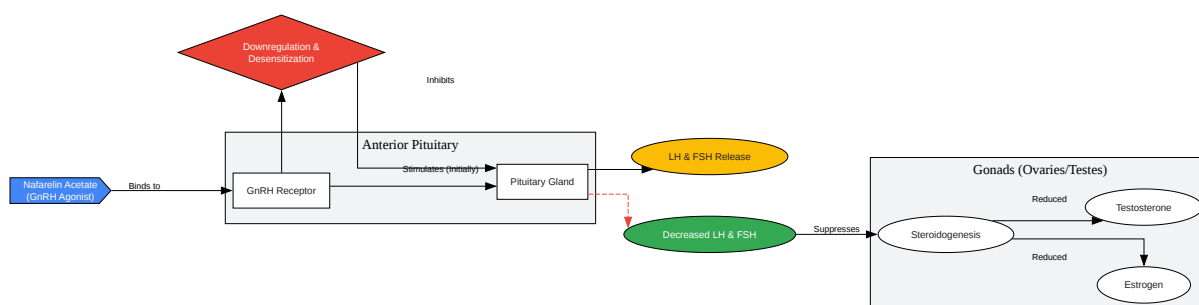 Downregulation &
Desensitization
Inhibits
Anterior Pituitary
Stimulates (Initially)
Nafarelin Acetate
(GnRH Agonist)
Binds to
GnRH Receptor
Pituitary Gland
LH & FSH Release
Decreased LH & FSH
Suppresses
Gonads (Ovaries/Testes)
Steroidogenesis
Reduced
Testosterone
Reduced
Estrogen